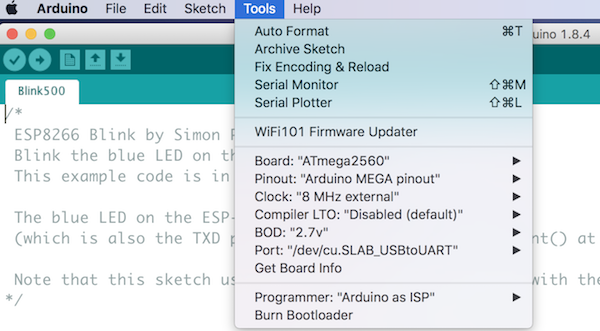 Arduino File Edit Sketch Tools Help
uino 1.8.4
Blink500
Auto Format ⌘T
Archive Sketch
Fix Encoding & Reload
Serial Monitor ⇧⌘M
Serial Plotter ⇧⌘L
WiFi101 Firmware Updater
Board: "ATmega2560"
Pinout: "Arduino MEGA pinout"
Clock: "8 MHz external"
Compiler LTO: "Disabled (default)"
BOD: "2.7v"
Port: "/dev/cu.SLAB_USBtoUART"
Get Board Info
Programmer: "Arduino as ISP"
Burn Bootloader
/*
ESP8266 Blink by Simon
Blink the blue LED on th
This example code is in
The blue LED on the ESP-
(which is also the TXD p nt() at
Note that this sketch us with the
*/